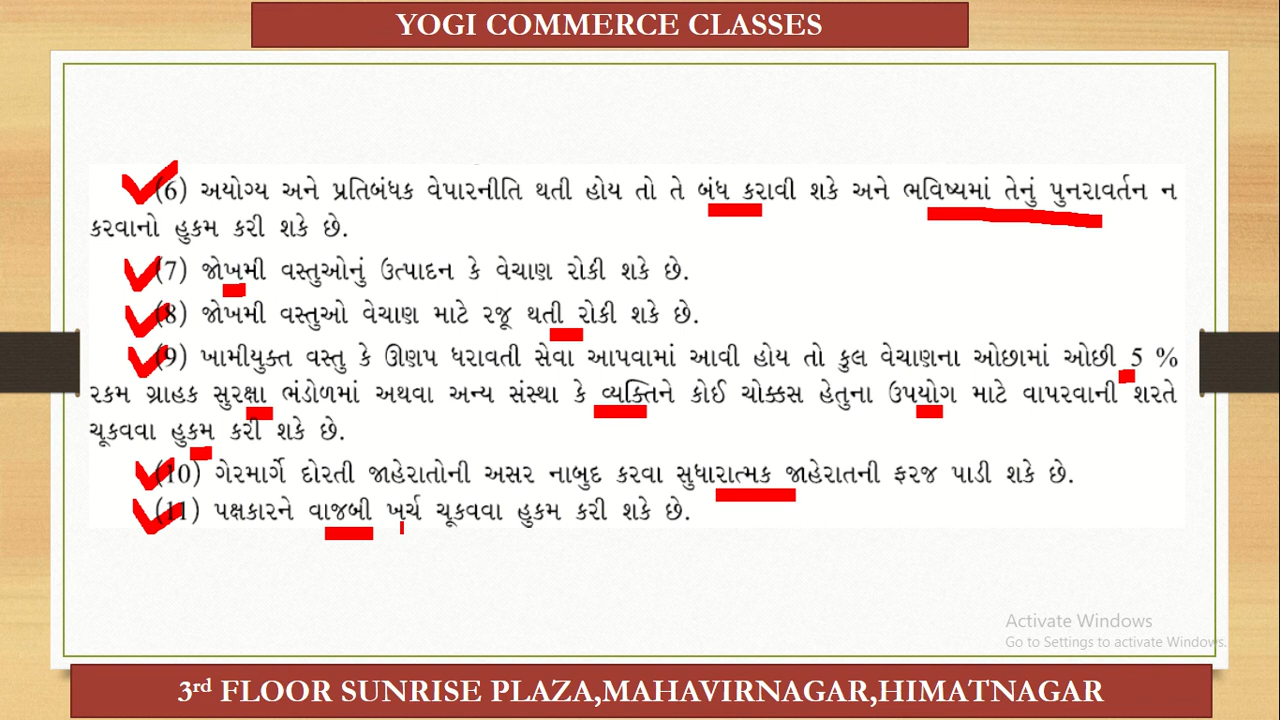 YOGI COMMERCE CLASSES
(6) અયોગ્ય અને પ્રતિબંધક વેપારનીતિ થતી હોય તો તે બંધ કરાવી શકે અને ભવિષ્યમાં તેનું પુનરાવર્તન ન
કરવાનો હુકમ કરી શકે છે.
(7) જોખમી વસ્તુઓનું ઉત્પાદન કે વેચાણ રોકી શકે છે.
(8) જોખમી વસ્તુઓ વેચાણ માટે રજૂ થતી રોકી શકે છે.
(9) ખામીયુક્ત વસ્તુ કે ઊણપ ધરાવતી સેવા આપવામાં આવી હોય તો કુલ વેચાણના ઓછામાં ઓછી 5 %
રકમ ગ્રાહક સુરક્ષા ભંડોળમાં અથવા અન્ય સંસ્થા કે વ્યક્તિને કોઈ ચોક્કસ હેતુના ઉપયોગ માટે વાપરવાની શરતે
ચૂકવવા હુકમ કરી શકે છે.
(10) ગેરમાર્ગે દોરતી જાહેરાતોની અસર નાબુદ કરવા સુધારાત્મક જાહેરાતની ફરજ પાડી શકે છે.
(11) પક્ષકારને વાજબી ખર્ચ ચૂકવવા હુકમ કરી શકે છે.
Activate Windows
Go to Settings to activate Windows.
3rd FLOOR SUNRISE PLAZA,MAHAVIRNAGAR,HIMATNAGAR